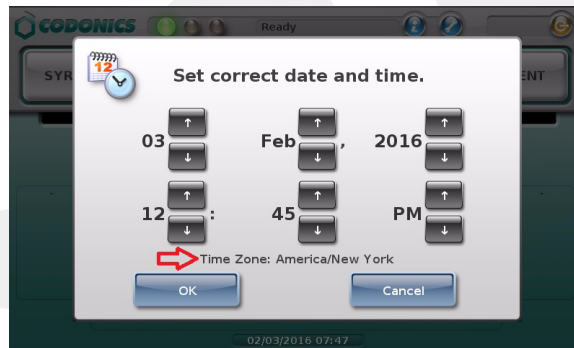 CODONICS
Ready
SYR
ENT
12
Set correct date and time.
03 Feb , 2016
12 : 45 PM
Time Zone: America/New York
OK Cancel
02/03/2016 07:47